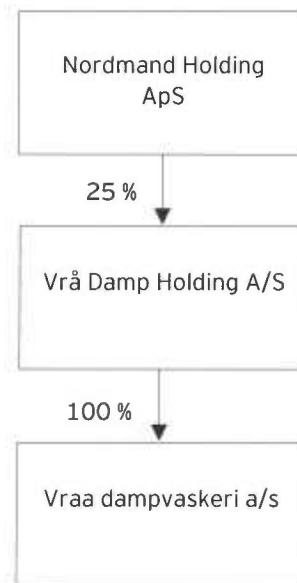 Nordmand Holding
ApS
25 %
Vrå Damp Holding A/S
100 %
Vraa dampvaskeri a/s